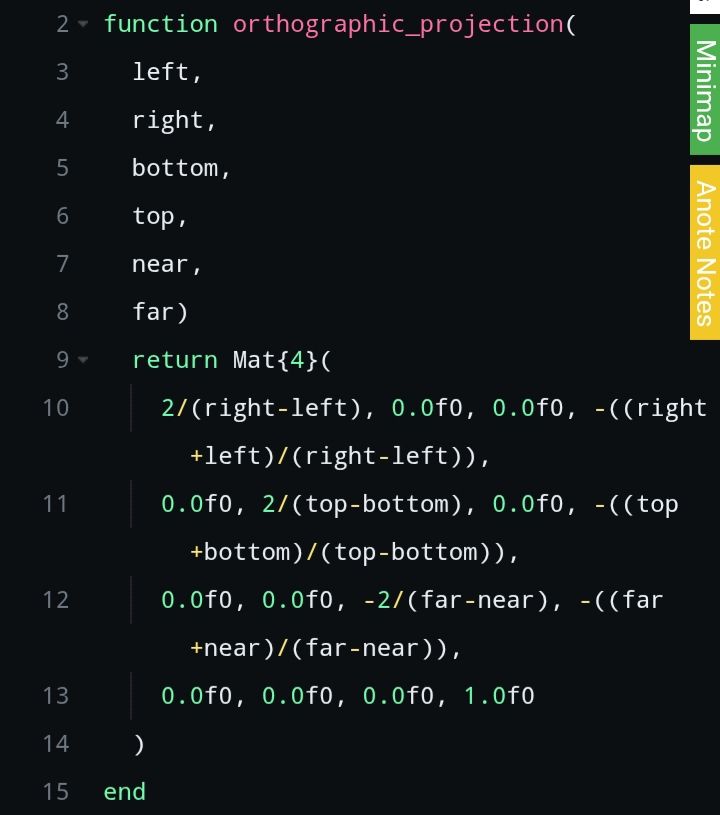 2 function orthographic_projection(
3 left,
4 right,
5 bottom,
6 top,
7 near,
8 far)
9 return Mat{4}(
10 2/(right-left), 0.0f0, 0.0f0, -((right
+left)/(right-left)),
11 0.0f0, 2/(top-bottom), 0.0f0, -((top
+bottom)/(top-bottom)),
12 0.0f0, 0.0f0, -2/(far-near), -((far
+near)/(far-near)),
13 0.0f0, 0.0f0, 0.0f0, 1.0f0
14 )
15 end
Minimap
Anote Notes